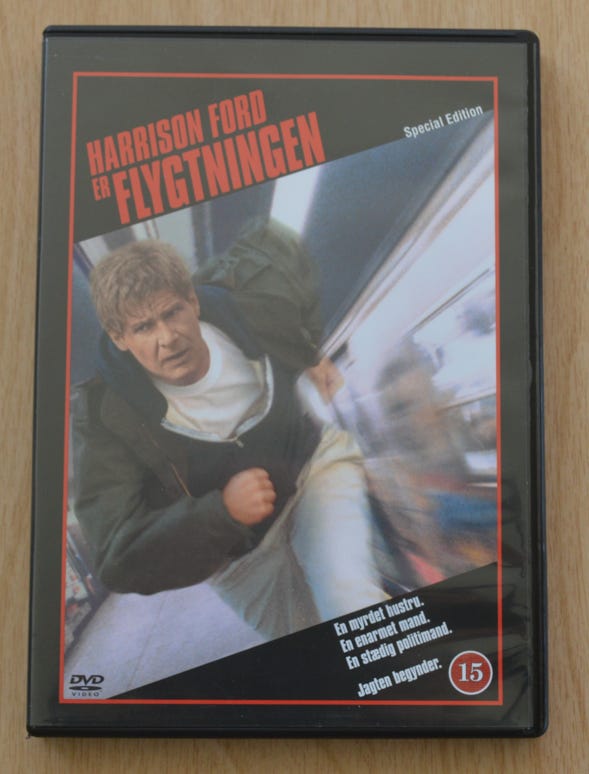 HARRISON FORD
ER FLYGTNINGEN
Special Edition
En myrdet hustru.
En enarmet mand.
En stædig politimand.
Jagten begynder.
15
DVD
VIDEO